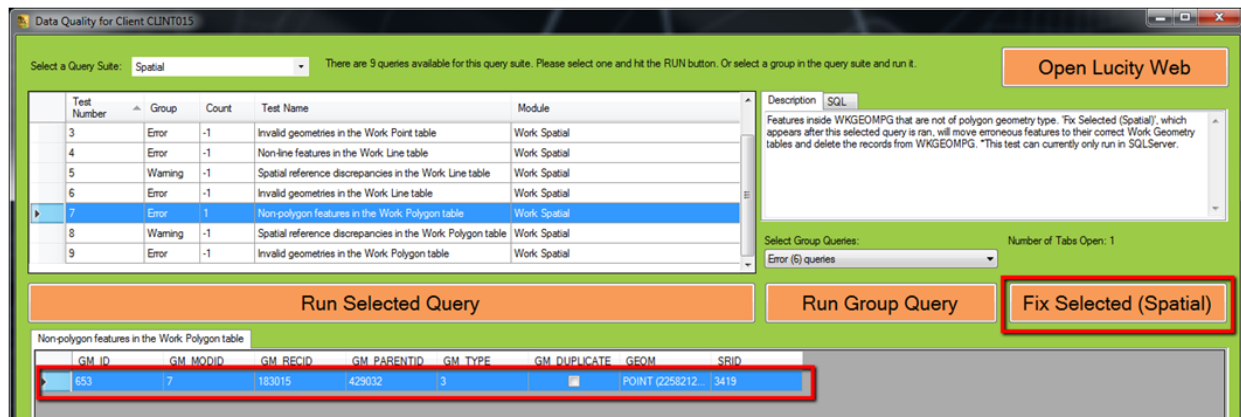 Data Quality for Client CLINT015
Select a Query Suite: Spatial
There are 9 queries available for this query suite. Please select one and hit the RUN button. Or select a group in the query suite and run it.
Open Lucity Web
Test Number Group Count Test Name Module
3 Error -1 Invalid geometries in the Work Point table Work Spatial
4 Error -1 Non-line features in the Work Line table Work Spatial
5 Warning -1 Spatial reference discrepancies in the Work Line table Work Spatial
6 Error -1 Invalid geometries in the Work Line table Work Spatial
7 Error 1 Non-polygon features in the Work Polygon table Work Spatial
8 Warning -1 Spatial reference discrepancies in the Work Polygon table Work Spatial
9 Error -1 Invalid geometries in the Work Polygon table Work Spatial
Description SQL
Features inside WKGEOMPG that are not of polygon geometry type. 'Fix Selected (Spatial)', which
appears after this selected query is ran, will move erroneous features to their correct Work Geometry
tables and delete the records from WKGEOMPG. *This test can currently only run in SQLServer.
Select Group Queries:
Number of Tabs Open: 1
Error (6) queries
Run Selected Query
Run Group Query
Fix Selected (Spatial)
Non-polygon features in the Work Polygon table
GM_ID GM_MODID GM_RECID GM_PARENTID GM_TYPE GM_DUPLICATE GEOM SRID
653 7 183015 429032 3 POINT (2258212... 3419